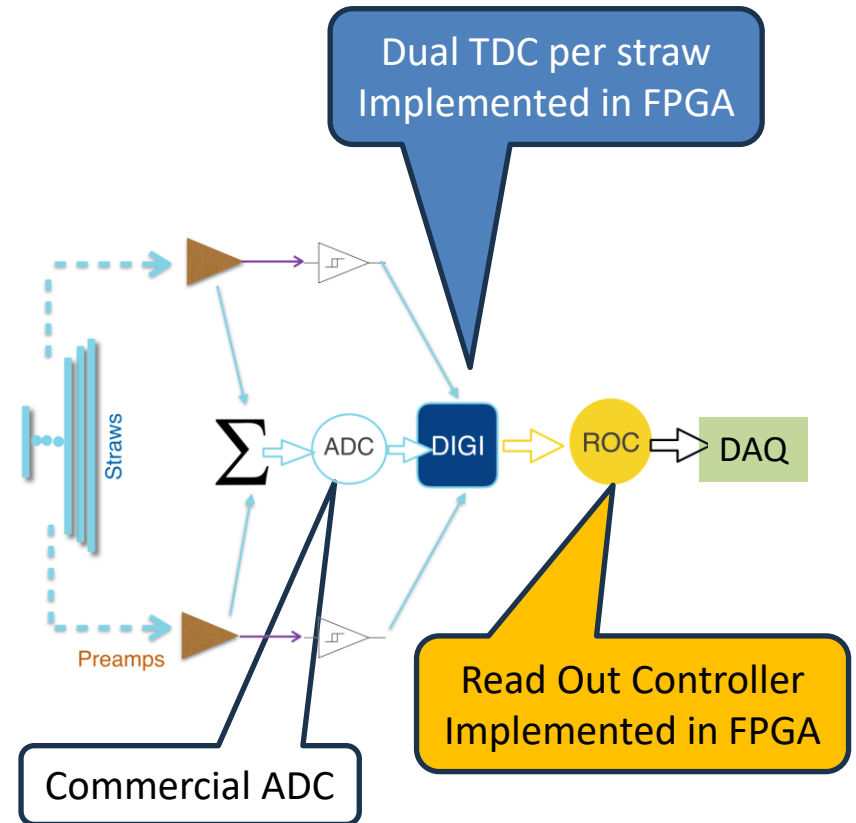 Dual TDC per straw
Implemented in FPGA
Straws
Σ
ADC
DIGI
ROC
DAQ
Preamps
Read Out Controller
Implemented in FPGA
Commercial ADC